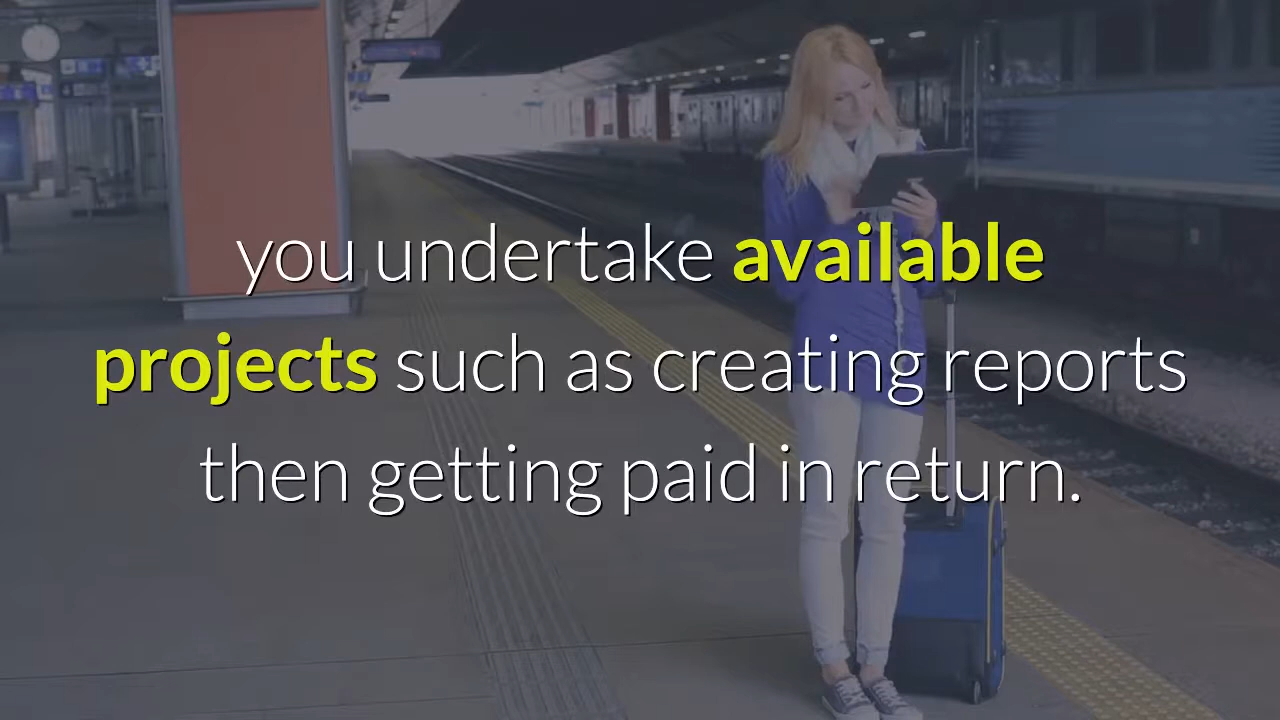 you undertake available
projects such as creating reports
then getting paid in return.